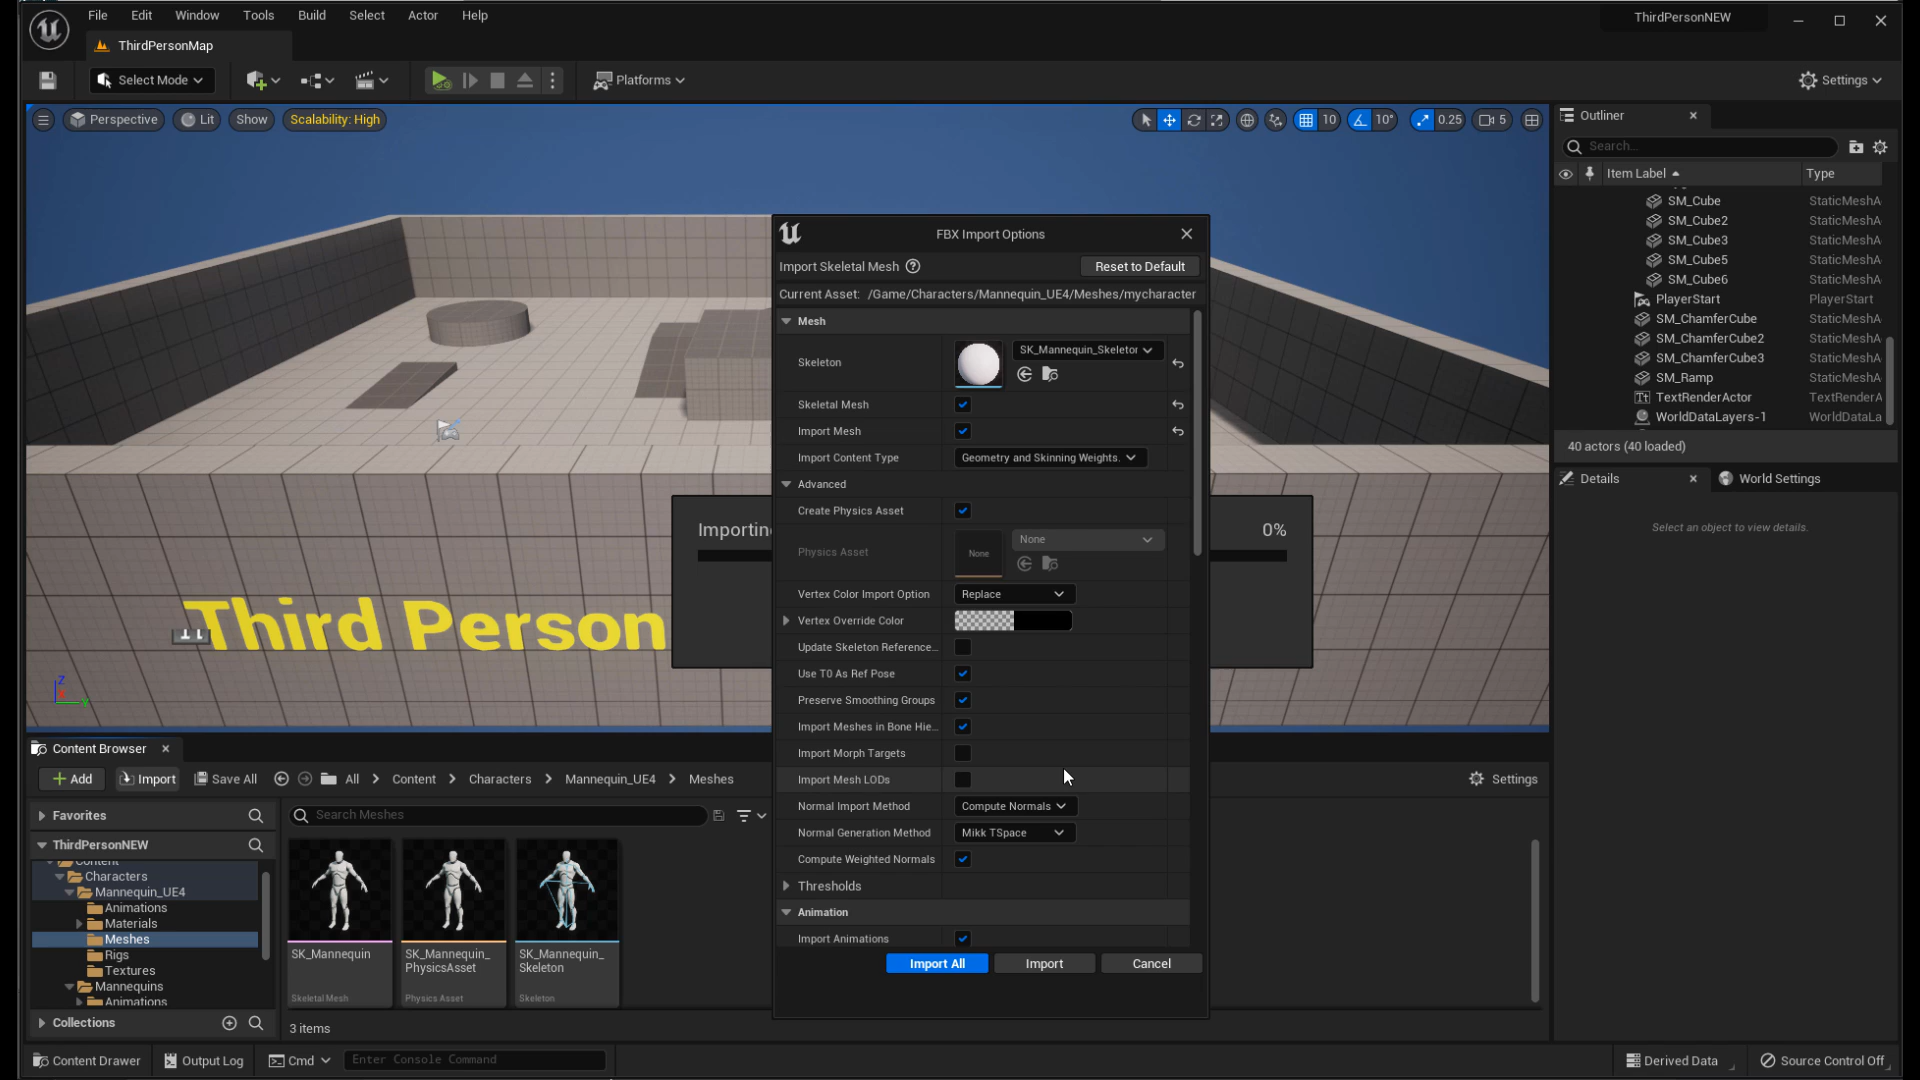 File Edit Window Tools Build Select Actor Help
ThirdPersonNEW
ThirdPersonMap
Select Mode
Platforms
Settings
Perspective Lit Show Scalability: High
10 10° 0.25 5
Third Person
Importin
0%
FBX Import Options
Import Skeletal Mesh
Reset to Default
Current Asset: /Game/Characters/Mannequin_UE4/Meshes/mycharacter
Mesh
Skeleton
SK_Mannequin_Skeletor
Skeletal Mesh
Import Mesh
Import Content Type Geometry and Skinning Weights.
Advanced
Create Physics Asset
Physics Asset None None
Vertex Color Import Option Replace
Vertex Override Color
Update Skeleton Reference...
Use T0 As Ref Pose
Preserve Smoothing Groups
Import Meshes in Bone Hie...
Import Morph Targets
Import Mesh LODs
Normal Import Method Compute Normals
Normal Generation Method Mikk TSpace
Compute Weighted Normals
Thresholds
Animation
Import Animations
Import All Import Cancel
Outliner
Search...
Item Label Type
SM_Cube StaticMeshA
SM_Cube2 StaticMeshA
SM_Cube3 StaticMeshA
SM_Cube5 StaticMeshA
SM_Cube6 StaticMeshA
PlayerStart PlayerStart
SM_ChamferCube StaticMeshA
SM_ChamferCube2 StaticMeshA
SM_ChamferCube3 StaticMeshA
SM_Ramp StaticMeshA
TextRenderActor TextRenderA
WorldDataLayers-1 WorldDataLa
40 actors (40 loaded)
Details World Settings
Select an object to view details.
Content Browser
Add Import Save All All Content Characters Mannequin_UE4 Meshes
Settings
Favorites
Search Meshes
ThirdPersonNEW
Content
Characters
Mannequin_UE4
Animations
Materials
Meshes
Rigs
Textures
Mannequins
Animations
Collections
SK_Mannequin
Skeletal Mesh
SK_Mannequin_
PhysicsAsset
Physics Asset
SK_Mannequin_
Skeleton
Skeleton
3 items
Content Drawer Output Log Cmd Enter Console Command
Derived Data Source Control Off
Z
Y